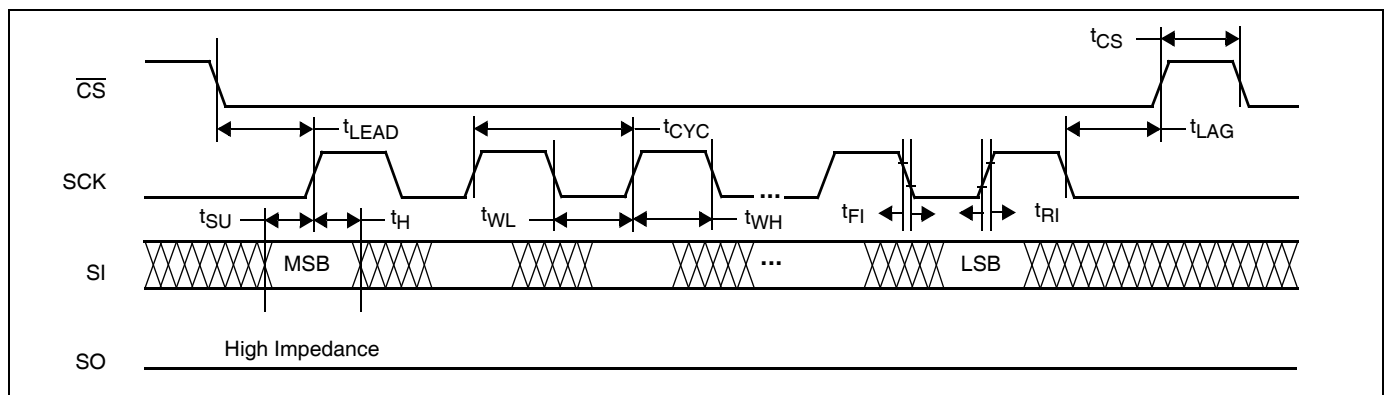 tCS
CS
tLEAD
tCYC
tLAG
SCK
...
tSU
tH
tWL
tWH
tFI
tRI
SI
MSB
...
LSB
High Impedance
SO